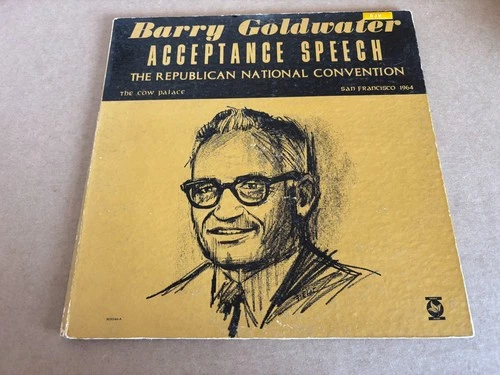 Barry Goldwater
ACCEPTANCE SPEECH
THE REPUBLICAN NATIONAL CONVENTION
The Cow Palace
San Francisco 1964